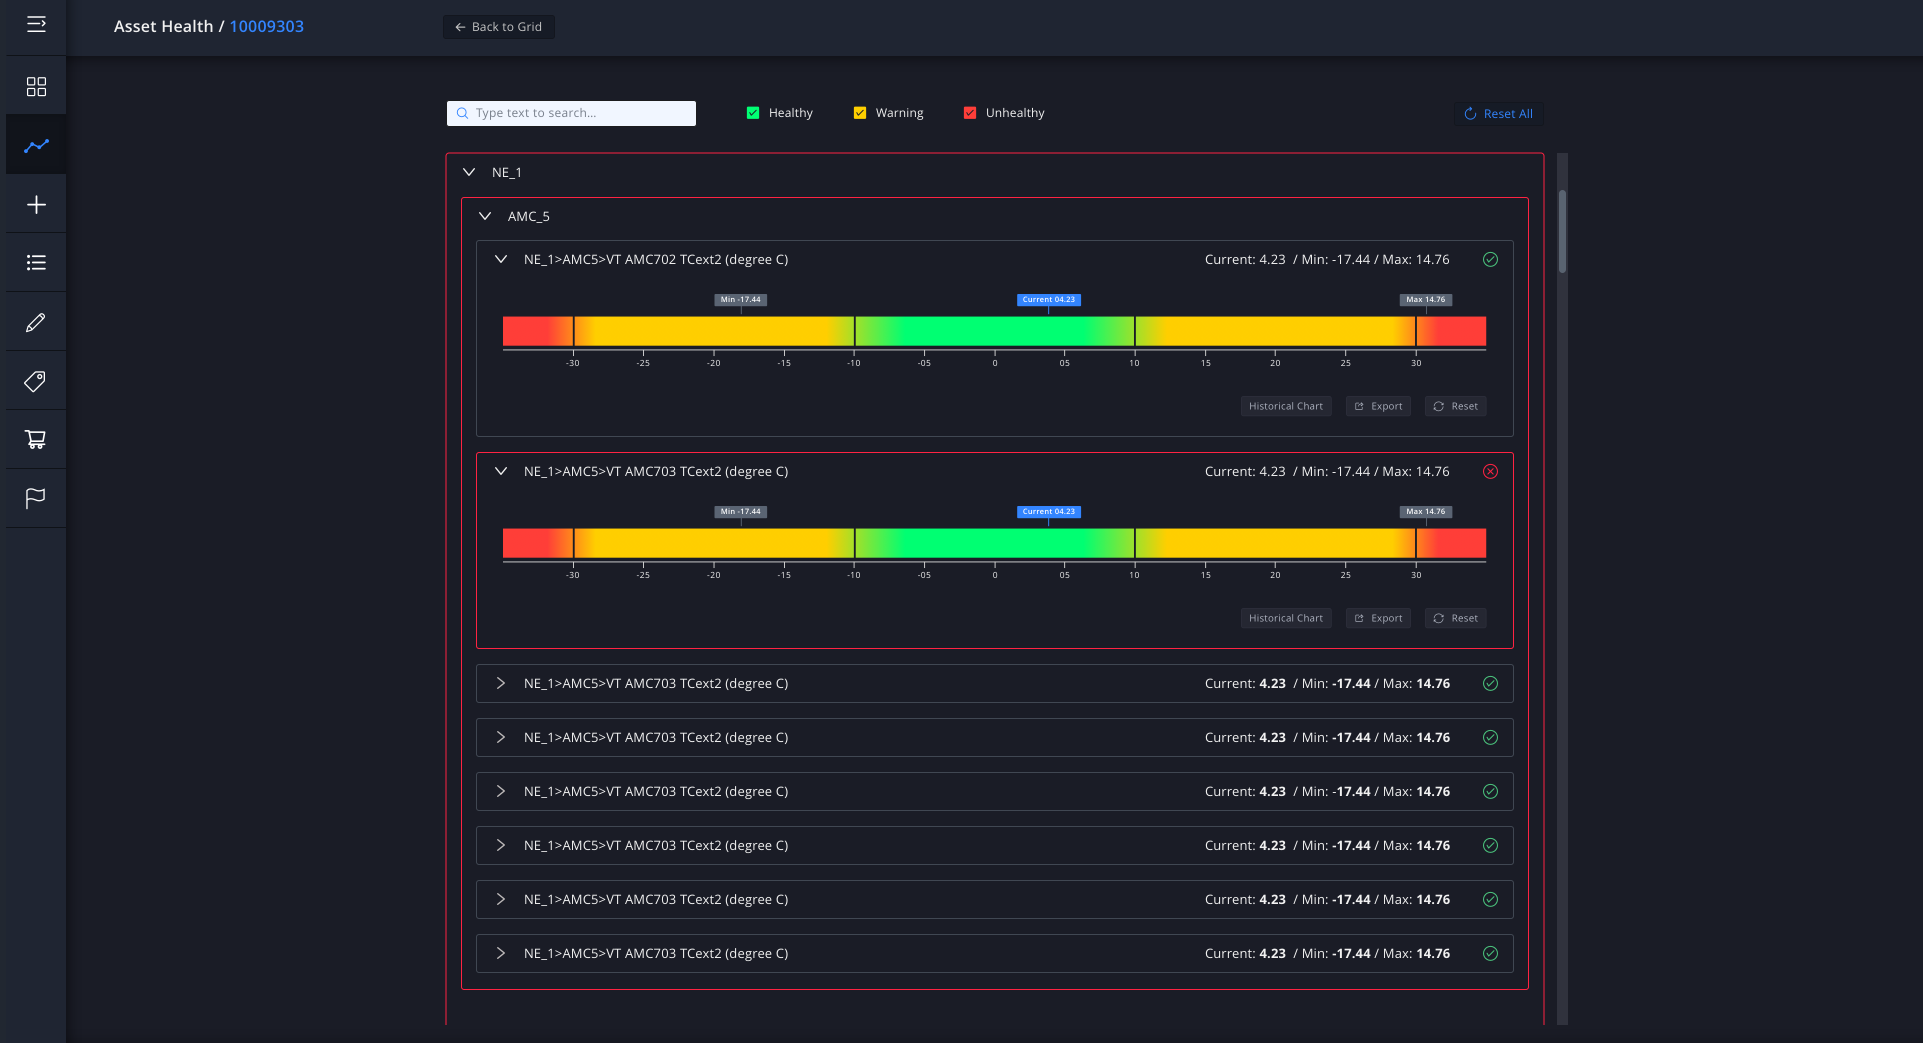 Asset Health / 10009303
← Back to Grid
Type text to search...
Healthy
Warning
Unhealthy
Reset All
NE_1
AMC_5
NE_1>AMC5>VT AMC702 TCext2 (degree C)
Current: 4.23 / Min: -17.44 / Max: 14.76
Min -17.44
Current 04.23
Max 14.76
-30 -25 -20 -15 -10 -05 0 05 10 15 20 25 30
Historical Chart
Export
Reset
NE_1>AMC5>VT AMC703 TCext2 (degree C)
Current: 4.23 / Min: -17.44 / Max: 14.76
Min -17.44
Current 04.23
Max 14.76
-30 -25 -20 -15 -10 -05 0 05 10 15 20 25 30
Historical Chart
Export
Reset
NE_1>AMC5>VT AMC703 TCext2 (degree C)
Current: 4.23 / Min: -17.44 / Max: 14.76
NE_1>AMC5>VT AMC703 TCext2 (degree C)
Current: 4.23 / Min: -17.44 / Max: 14.76
NE_1>AMC5>VT AMC703 TCext2 (degree C)
Current: 4.23 / Min: -17.44 / Max: 14.76
NE_1>AMC5>VT AMC703 TCext2 (degree C)
Current: 4.23 / Min: -17.44 / Max: 14.76
NE_1>AMC5>VT AMC703 TCext2 (degree C)
Current: 4.23 / Min: -17.44 / Max: 14.76
NE_1>AMC5>VT AMC703 TCext2 (degree C)
Current: 4.23 / Min: -17.44 / Max: 14.76